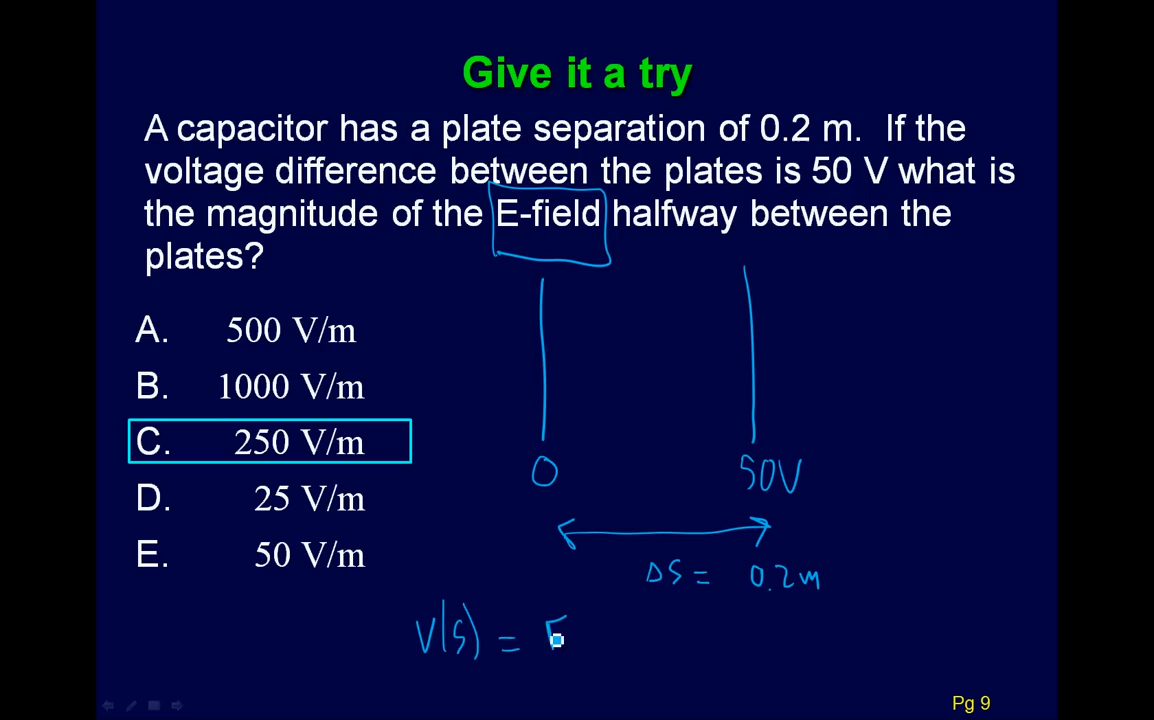 Give it a try
A capacitor has a plate separation of 0.2 m. If the
voltage difference between the plates is 50 V what is
the magnitude of the E-field halfway between the
plates?
A. 500 V/m
B. 1000 V/m
C. 250 V/m
D. 25 V/m
E. 50 V/m
0 50V
ΔS = 0.2m
V(s) =
Pg 9